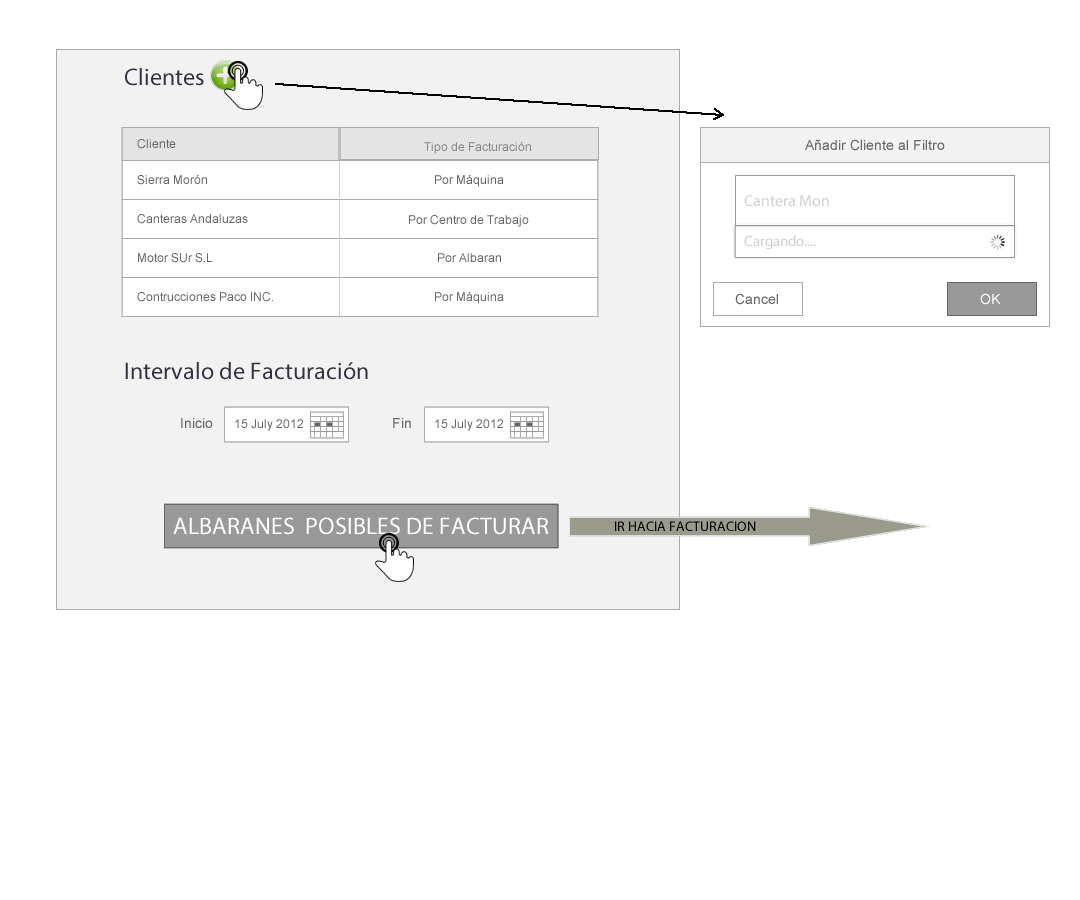 Clientes
Cliente Tipo de Facturación
Sierra Morón Por Máquina
Canteras Andaluzas Por Centro de Trabajo
Motor SUr S.L Por Albaran
Contrucciones Paco INC. Por Máquina
Intervalo de Facturación
Inicio 15 July 2012 Fin 15 July 2012
ALBARANES POSIBLES DE FACTURAR
IR HACIA FACTURACION
Añadir Cliente al Filtro
Cantera Mon
Cargando....
Cancel OK